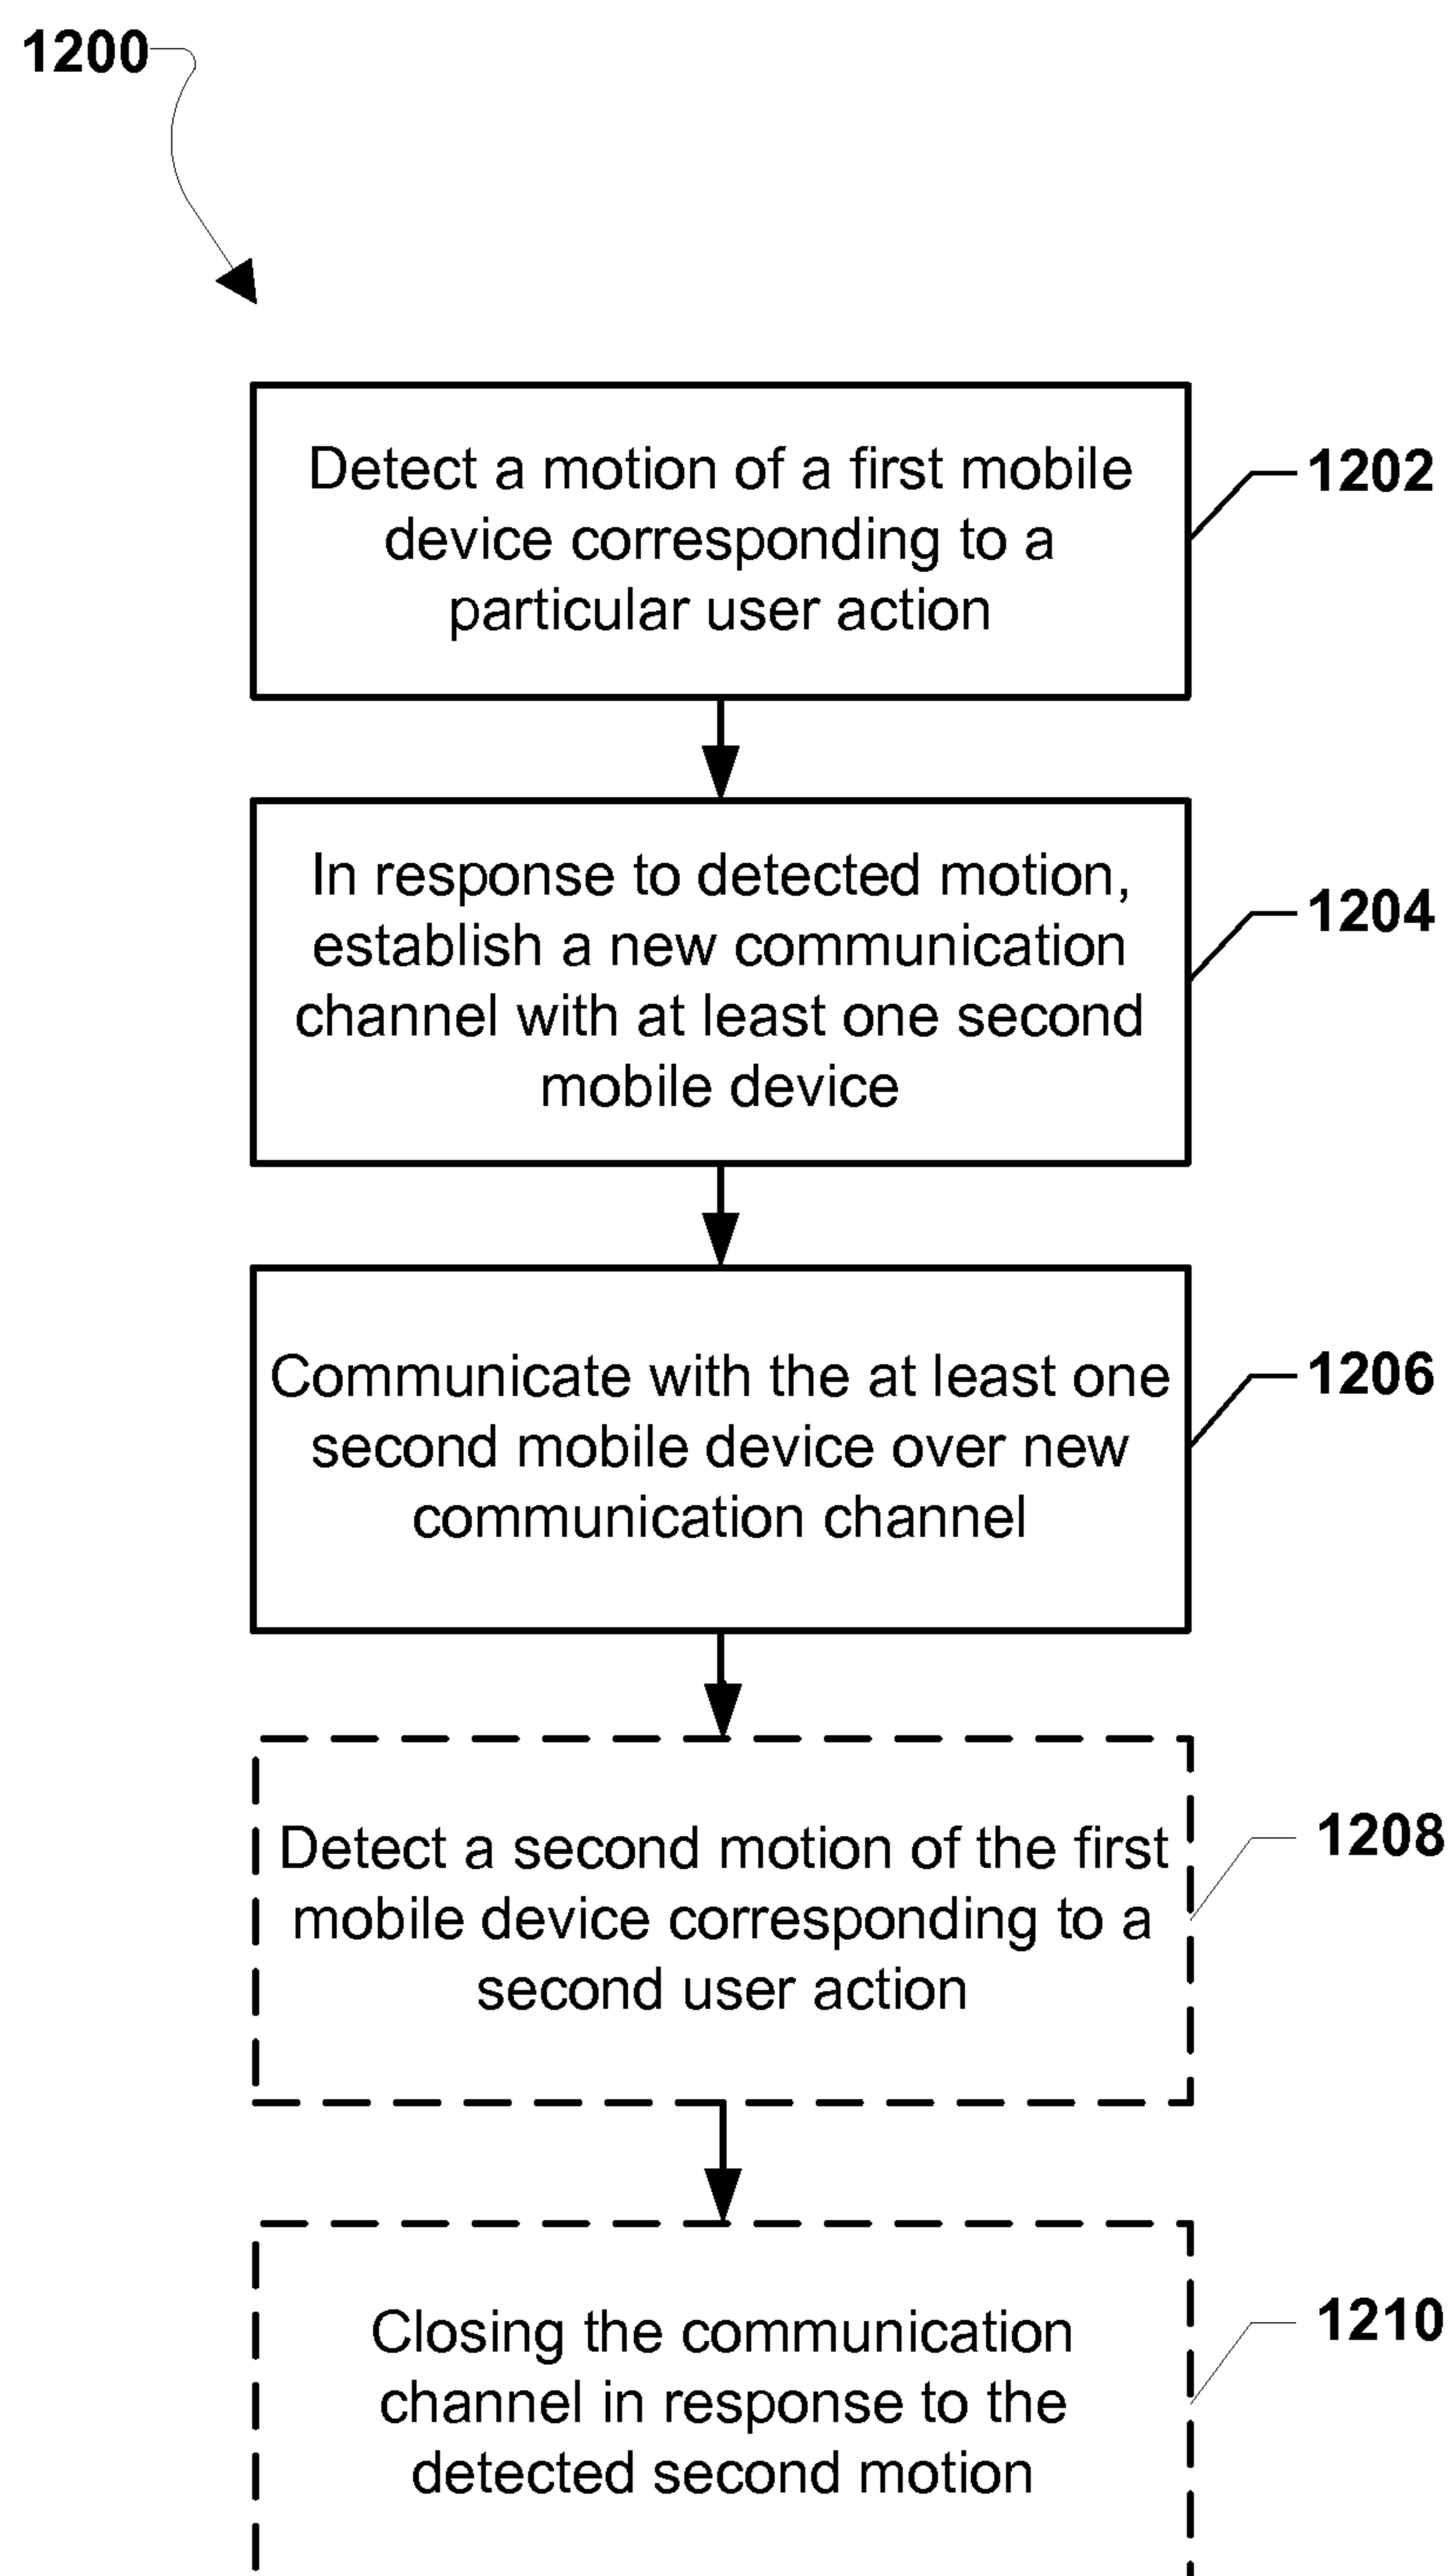 1200
Detect a motion of a first mobile
device corresponding to a
particular user action
1202
In response to detected motion,
establish a new communication
channel with at least one second
mobile device
1204
Communicate with the at least one
second mobile device over new
communication channel
1206
Detect a second motion of the first
mobile device corresponding to a
second user action
1208
Closing the communication
channel in response to the
detected second motion
1210